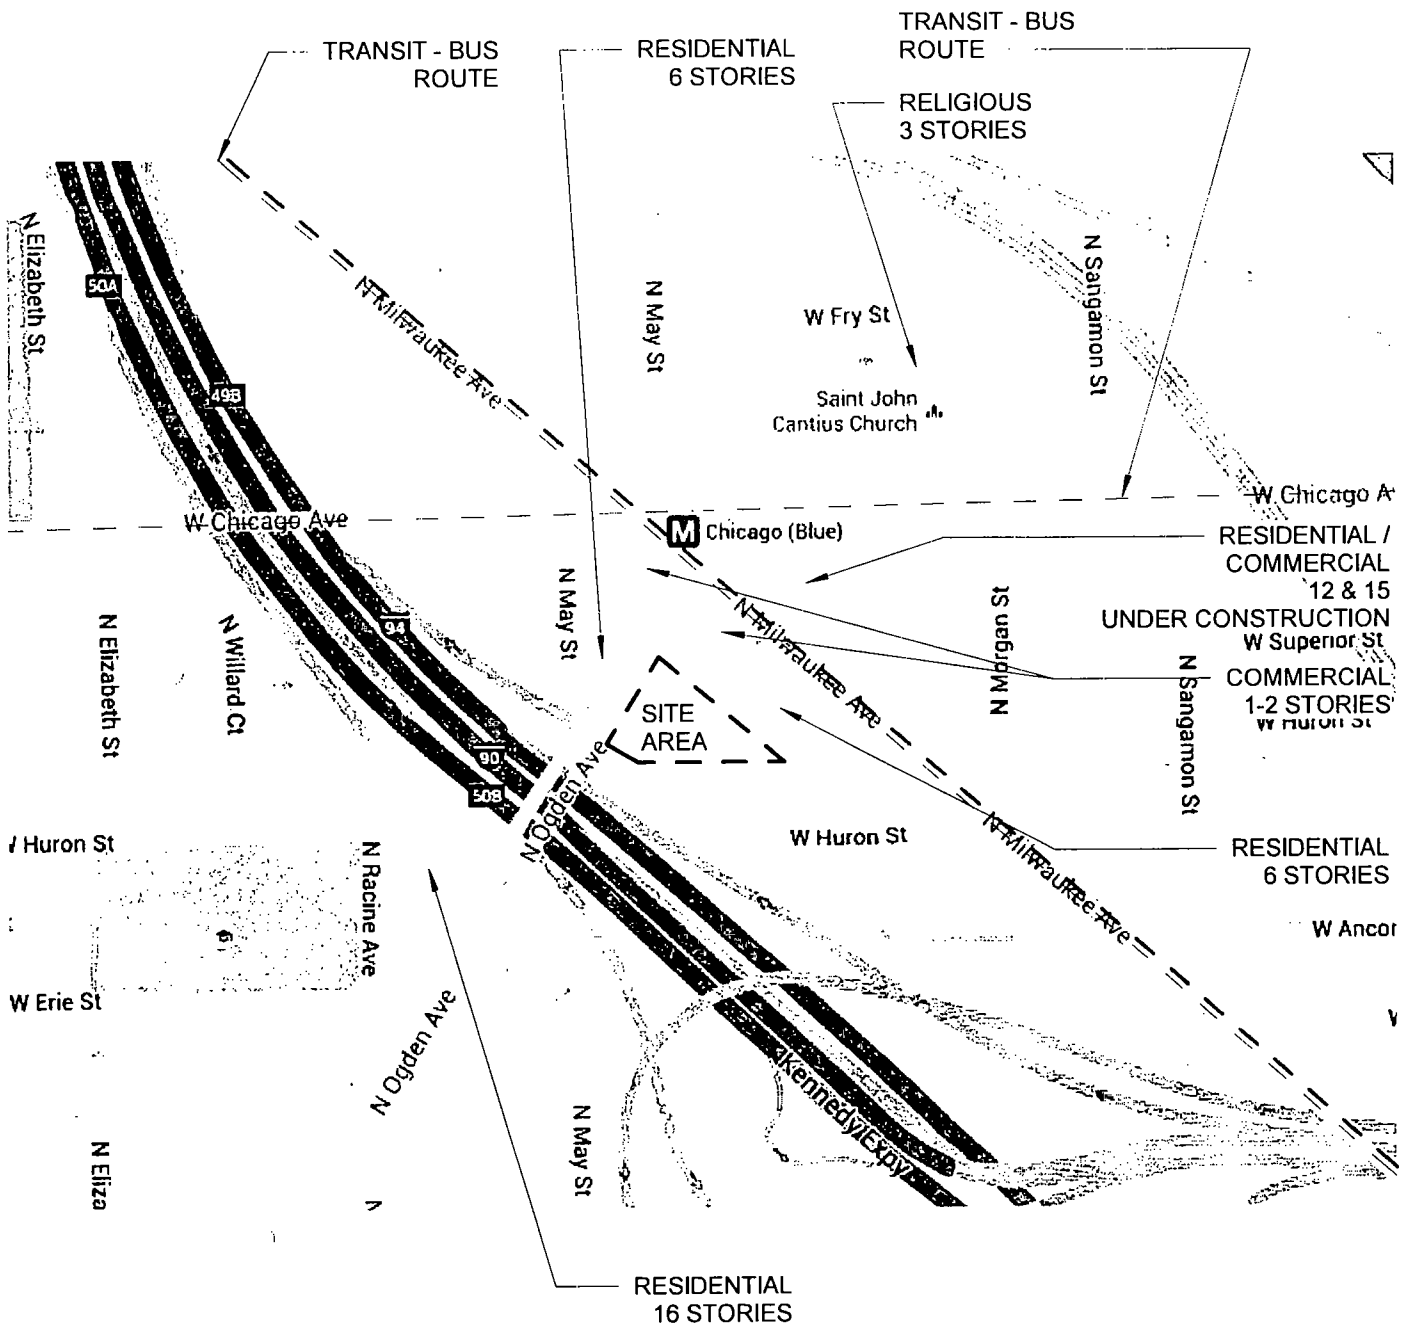 TRANSIT - BUS
ROUTE
RESIDENTIAL
6 STORIES
TRANSIT - BUS
ROUTE
RELIGIOUS
3 STORIES
N Elizabeth St
50A
N Milwaukee Ave
N May St
W Fry St
N Sangamon St
49B
Saint John
Cantius Church
W Chicago Ave
W Chicago A
M Chicago (Blue)
RESIDENTIAL /
COMMERCIAL
12 & 15
UNDER CONSTRUCTION
W Superior St
N Elizabeth St
N Willard Ct
94
N May St
N Milwaukee Ave
N Morgan St
N Sangamon St
COMMERCIAL
1-2 STORIES
W Huron St
SITE
AREA
90
50B
N Ogden Ave
W Huron St
N Milwaukee Ave
RESIDENTIAL
6 STORIES
Huron St
N Racine Ave
W Ancor
W Erie St
N Ogden Ave
N May St
Kennedy Expy
N Eliza
N
RESIDENTIAL
16 STORIES